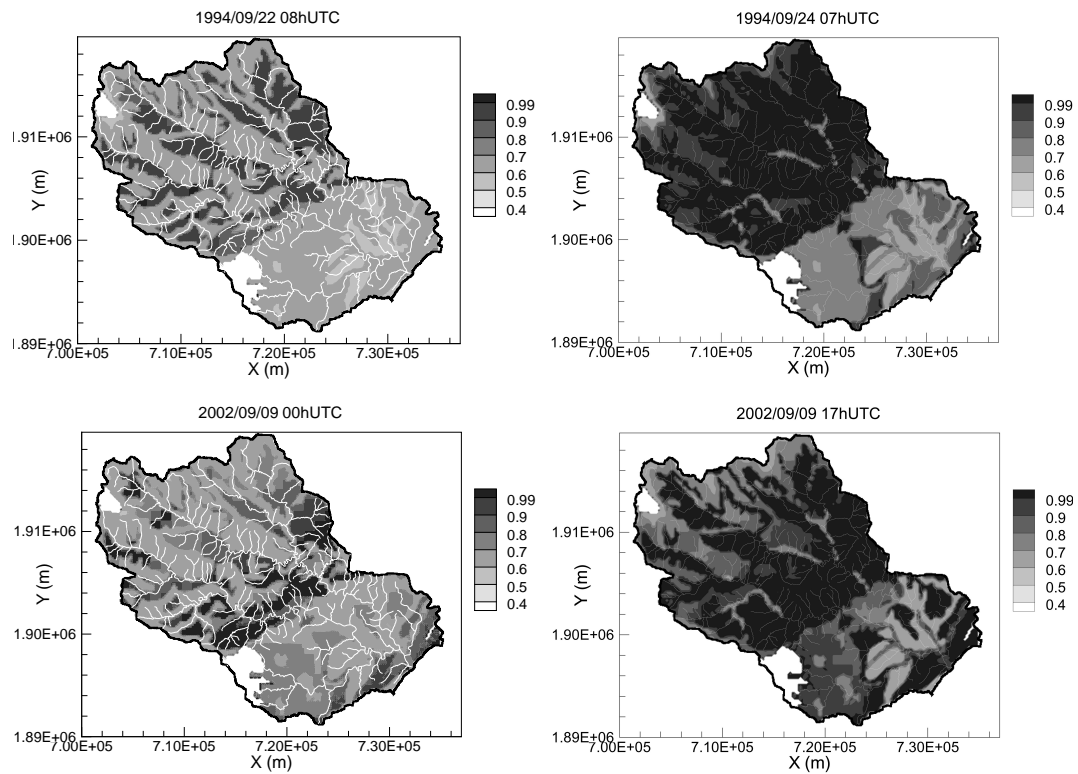 1994/09/22 08hUTC
0.99
0.9
0.8
0.7
0.6
0.5
0.4
1.91E+06
1.90E+06
1.89E+06
Y (m)
7.00E+05
7.10E+05
7.20E+05
7.30E+05
X (m)
1994/09/24 07hUTC
0.99
0.9
0.8
0.7
0.6
0.5
0.4
1.91E+06
1.90E+06
1.89E+06
Y (m)
7.00E+05
7.10E+05
7.20E+05
7.30E+05
X (m)
2002/09/09 00hUTC
0.99
0.9
0.8
0.7
0.6
0.5
0.4
1.91E+06
1.90E+06
1.89E+06
Y (m)
7.00E+05
7.10E+05
7.20E+05
7.30E+05
X (m)
2002/09/09 17hUTC
0.99
0.9
0.8
0.7
0.6
0.5
0.4
1.91E+06
1.90E+06
1.89E+06
Y (m)
7.00E+05
7.10E+05
7.20E+05
7.30E+05
X (m)